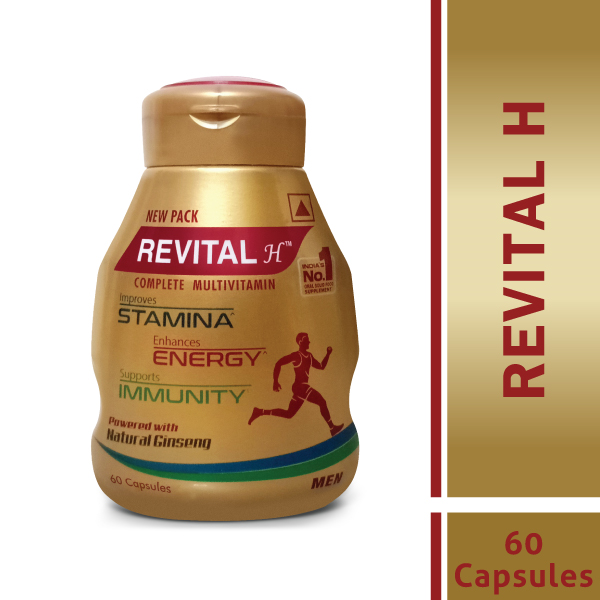 NEW PACK
REVITAL H™
COMPLETE MULTIVITAMIN
INDIA'S
No.1
Improves
STAMINA^
Enhances
ENERGY^
Supports
IMMUNITY
Powered with
Natural Ginseng
60 Capsules
MEN
REVITAL H
60
Capsules